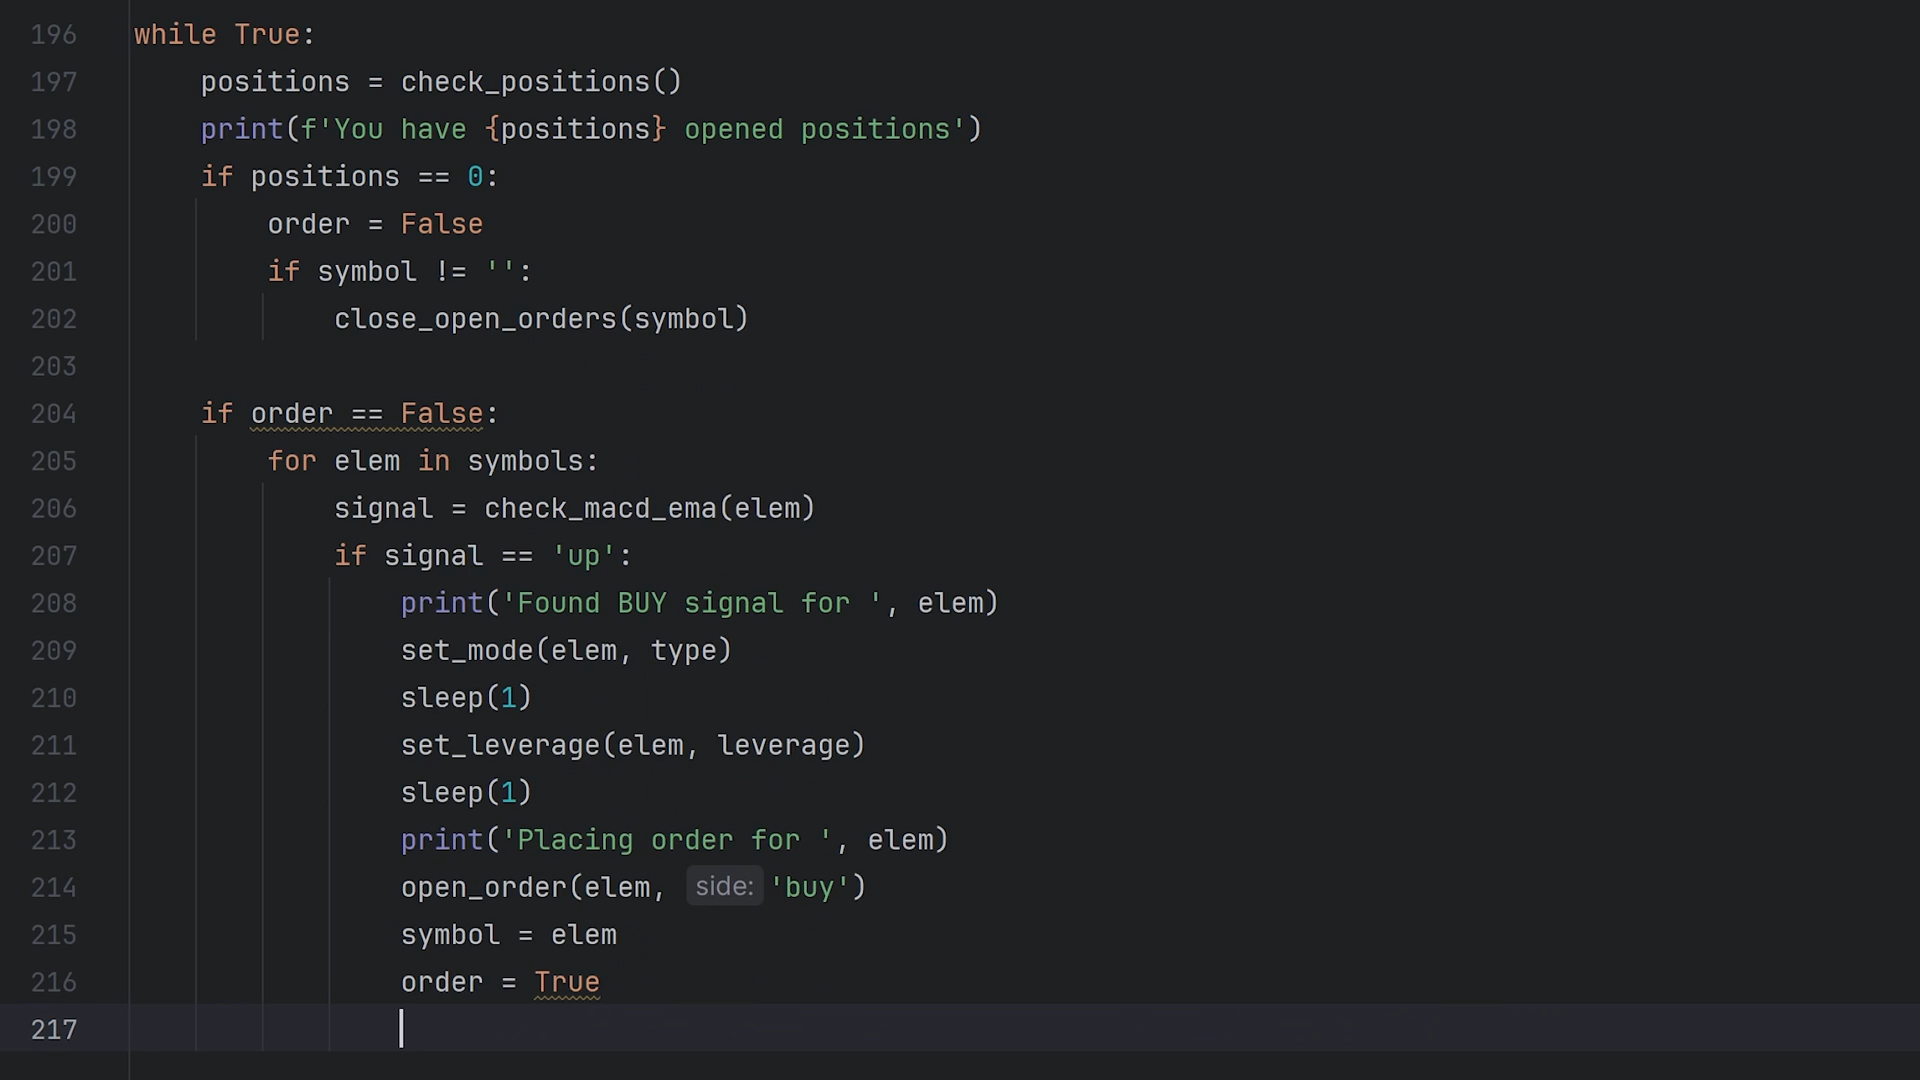 196 while True:
197     positions = check_positions()
198     print(f'You have {positions} opened positions')
199     if positions == 0:
200         order = False
201         if symbol != '':
202             close_open_orders(symbol)
203
204     if order == False:
205         for elem in symbols:
206             signal = check_macd_ema(elem)
207             if signal == 'up':
208                 print('Found BUY signal for ', elem)
209                 set_mode(elem, type)
210                 sleep(1)
211                 set_leverage(elem, leverage)
212                 sleep(1)
213                 print('Placing order for ', elem)
214                 open_order(elem, side: 'buy')
215                 symbol = elem
216                 order = True
217